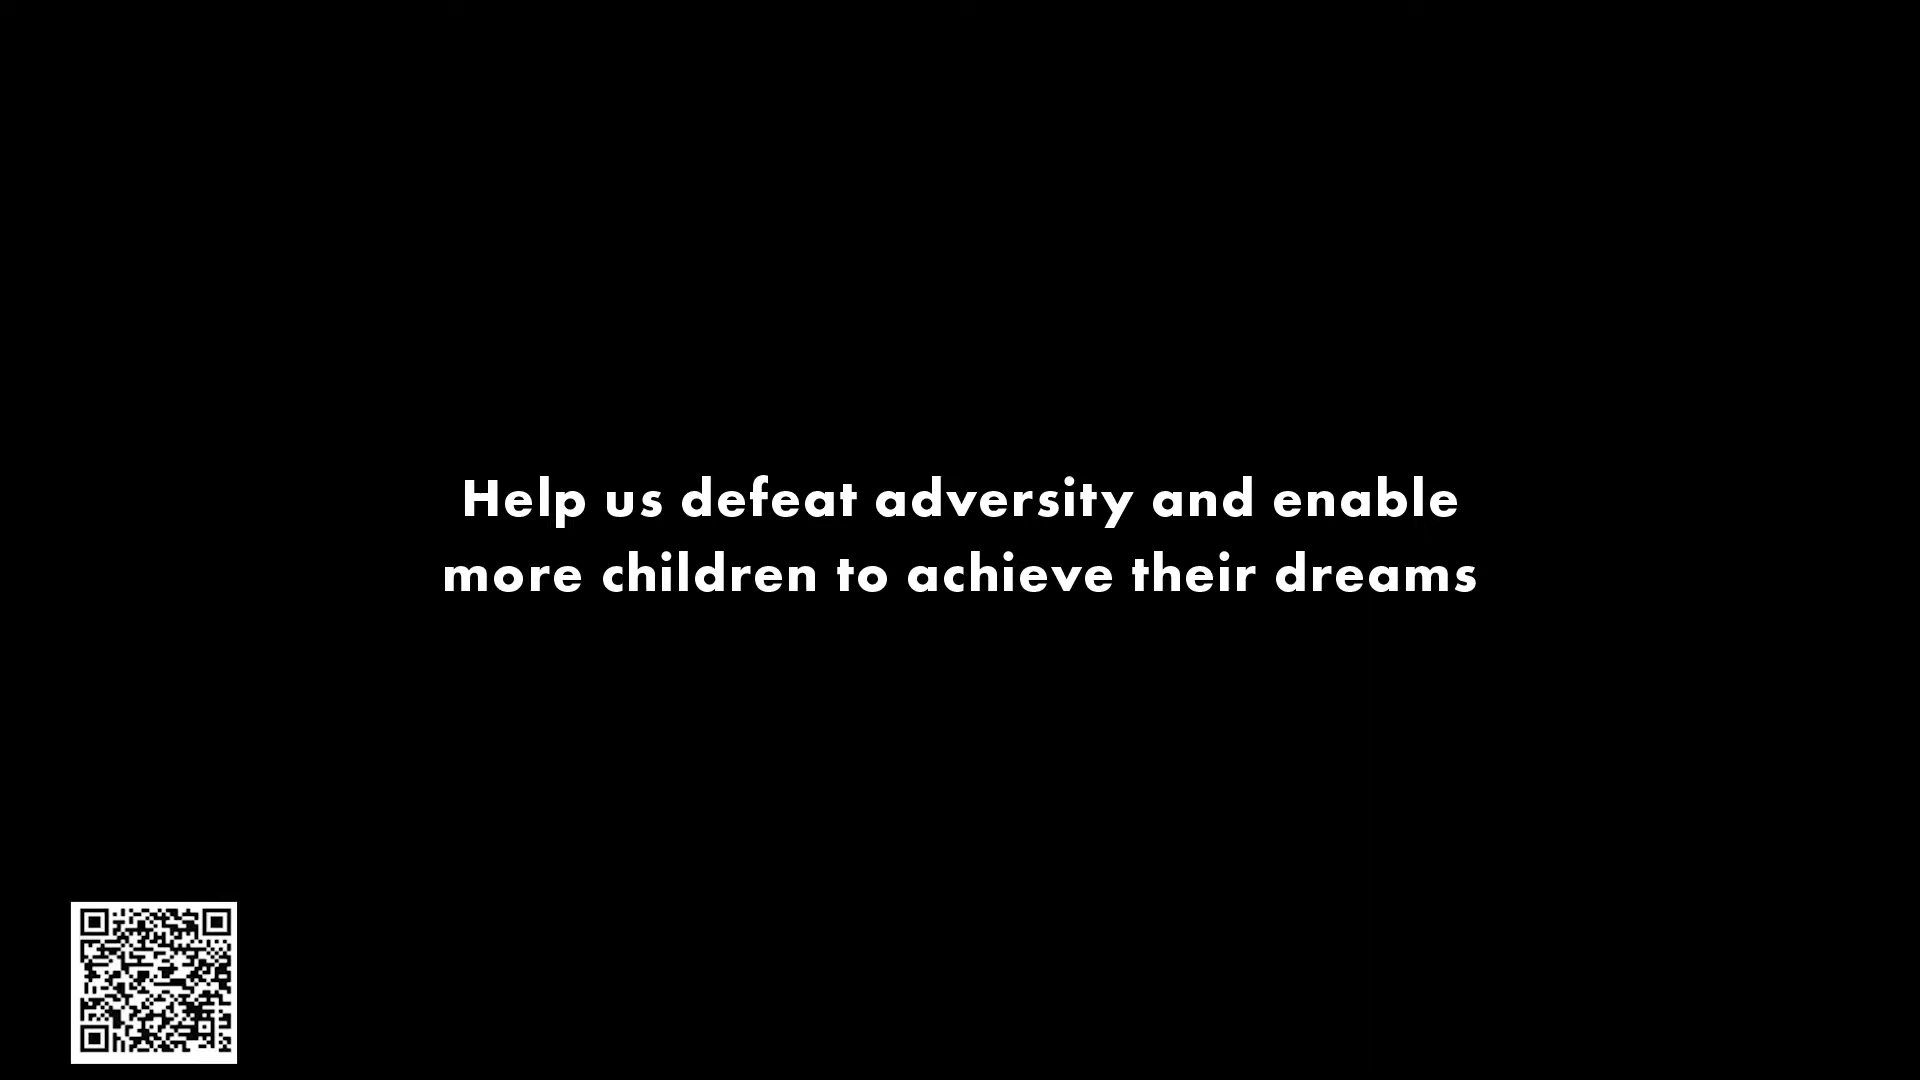 Help us defeat adversity and enable
more children to achieve their dreams